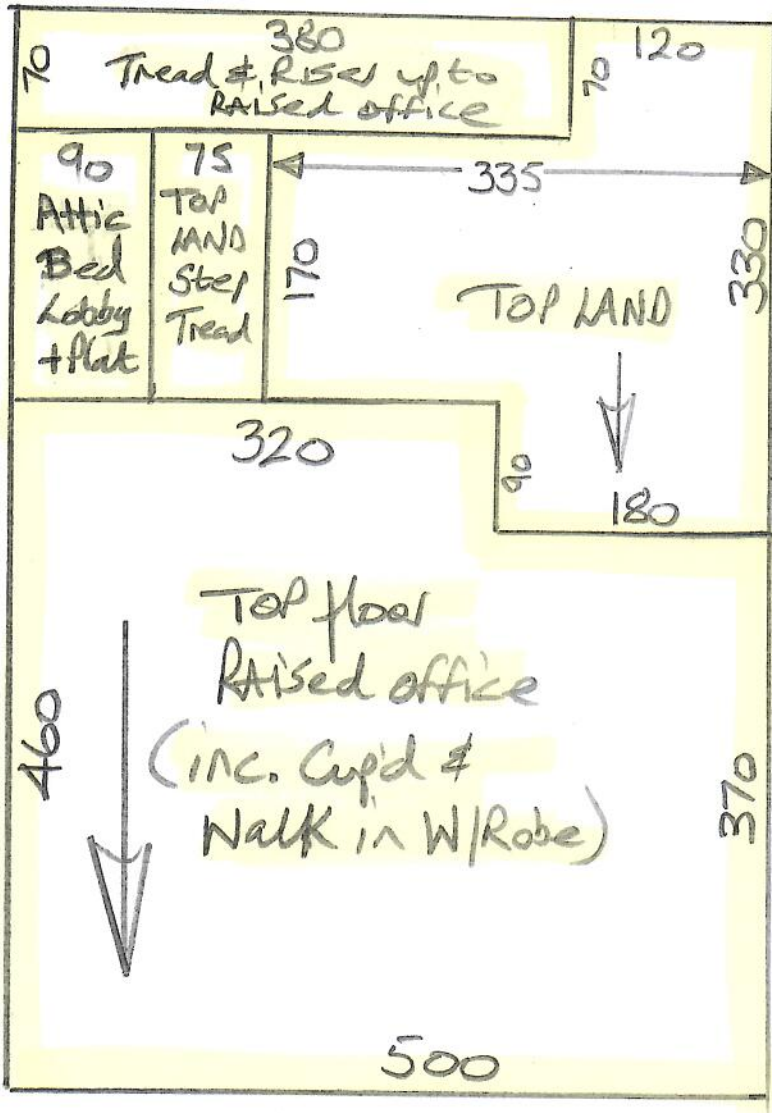 70
380
Tread & Riser up to
RAised office
70
120
90
Attic
Bed
Lobby
+ Plat
75
TOP
LAND
Step
Tread
335
170
TOP LAND
330
320
90
180
TOP floor
RAised office
(inc. Cup'd &
Walk in W/Robe)
460
370
500